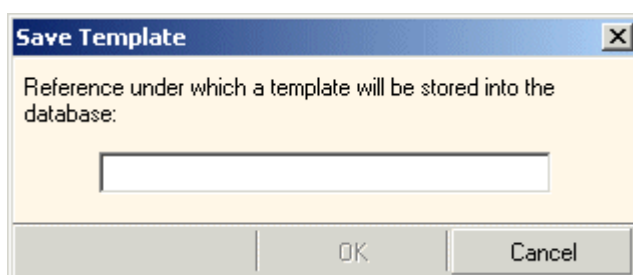 Save Template
Reference under which a template will be stored into the
database:
OK
Cancel